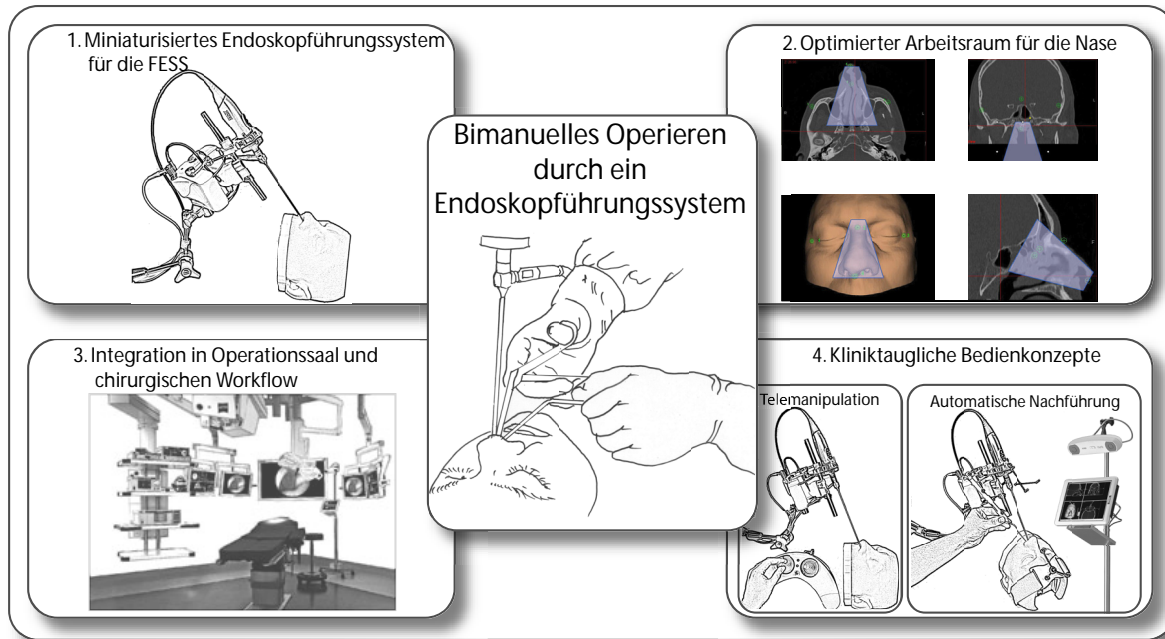 1. Miniaturisiertes Endoskopführungssystem
für die FESS
2. Optimierter Arbeitsraum für die Nase
Bimanuelles Operieren
durch ein
Endoskopführungssystem
3. Integration in Operationssaal und
chirurgischen Workflow
4. Kliniktaugliche Bedienkonzepte
Telemanipulation
Automatische Nachführung